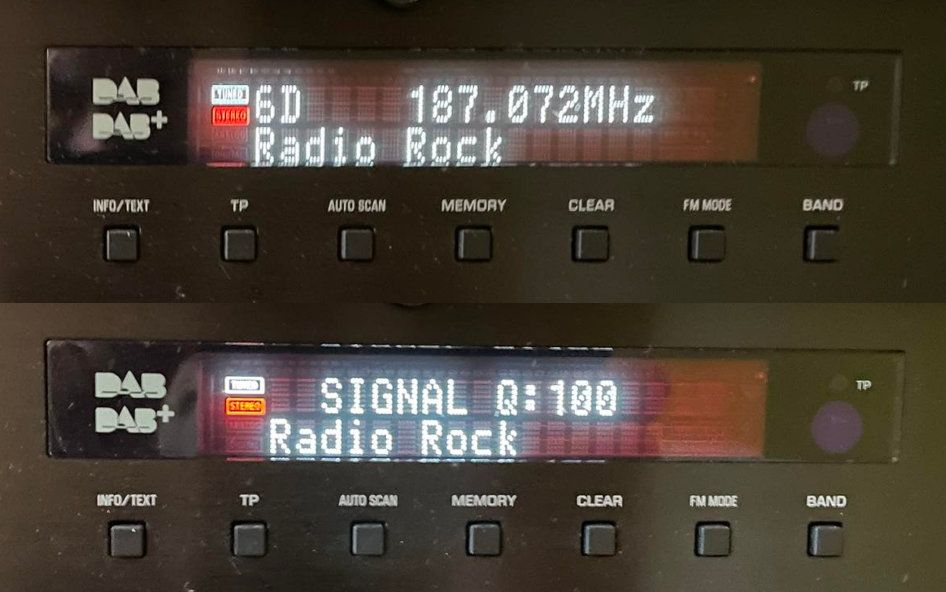 DAB
DAB+
TUNED
STEREO
6D 187.072MHz
Radio Rock
TP
INFO/TEXT TP AUTO SCAN MEMORY CLEAR FM MODE BAND
DAB
DAB+
TUNED
STEREO
SIGNAL Q:100
Radio Rock
TP
INFO/TEXT TP AUTO SCAN MEMORY CLEAR FM MODE BAND